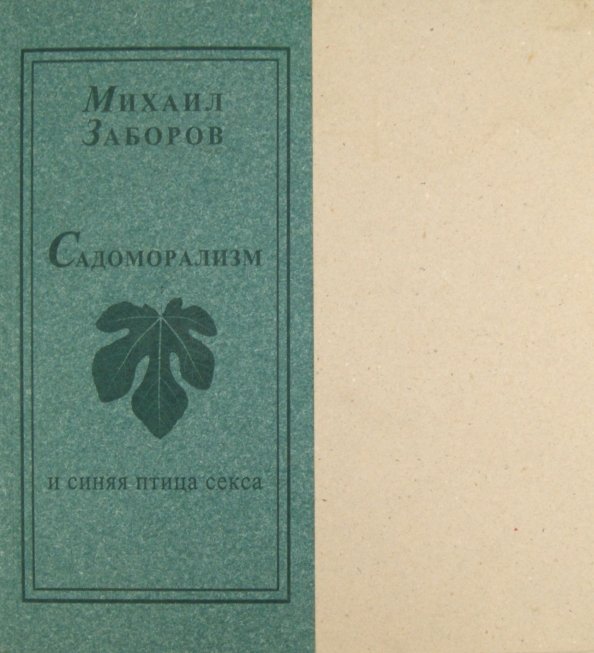 Михаил
Заборов
Садоморализм
и синяя птица секса